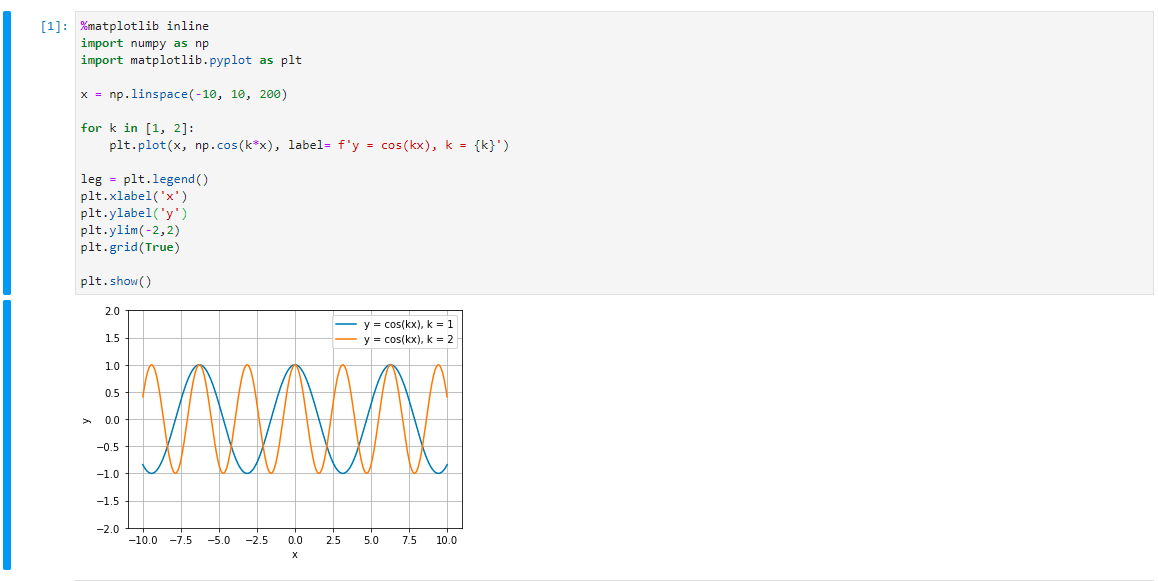 [1]: %matplotlib inline
import numpy as np
import matplotlib.pyplot as plt
x = np.linspace(-10, 10, 200)
for k in [1, 2]:
    plt.plot(x, np.cos(k*x), label= f'y = cos(kx), k = {k}')
leg = plt.legend()
plt.xlabel('x')
plt.ylabel('y')
plt.ylim(-2,2)
plt.grid(True)
plt.show()
y = cos(kx), k = 1
y = cos(kx), k = 2
2.0
1.5
1.0
0.5
0.0
−0.5
−1.0
−1.5
−2.0
y
−10.0 −7.5 −5.0 −2.5 0.0 2.5 5.0 7.5 10.0
x